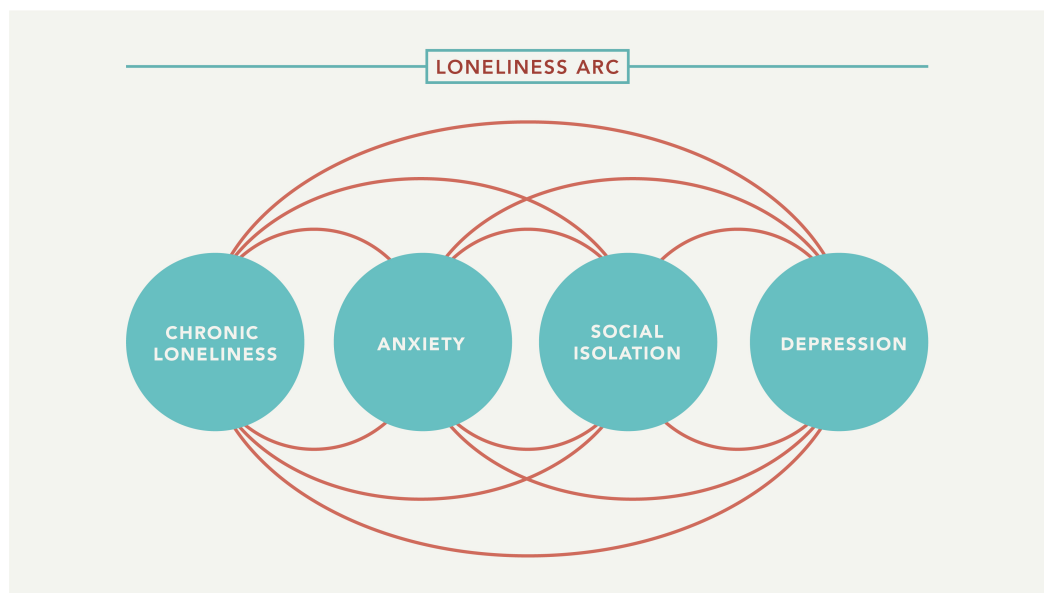 LONELINESS ARC
CHRONIC
LONELINESS
ANXIETY
SOCIAL
ISOLATION
DEPRESSION